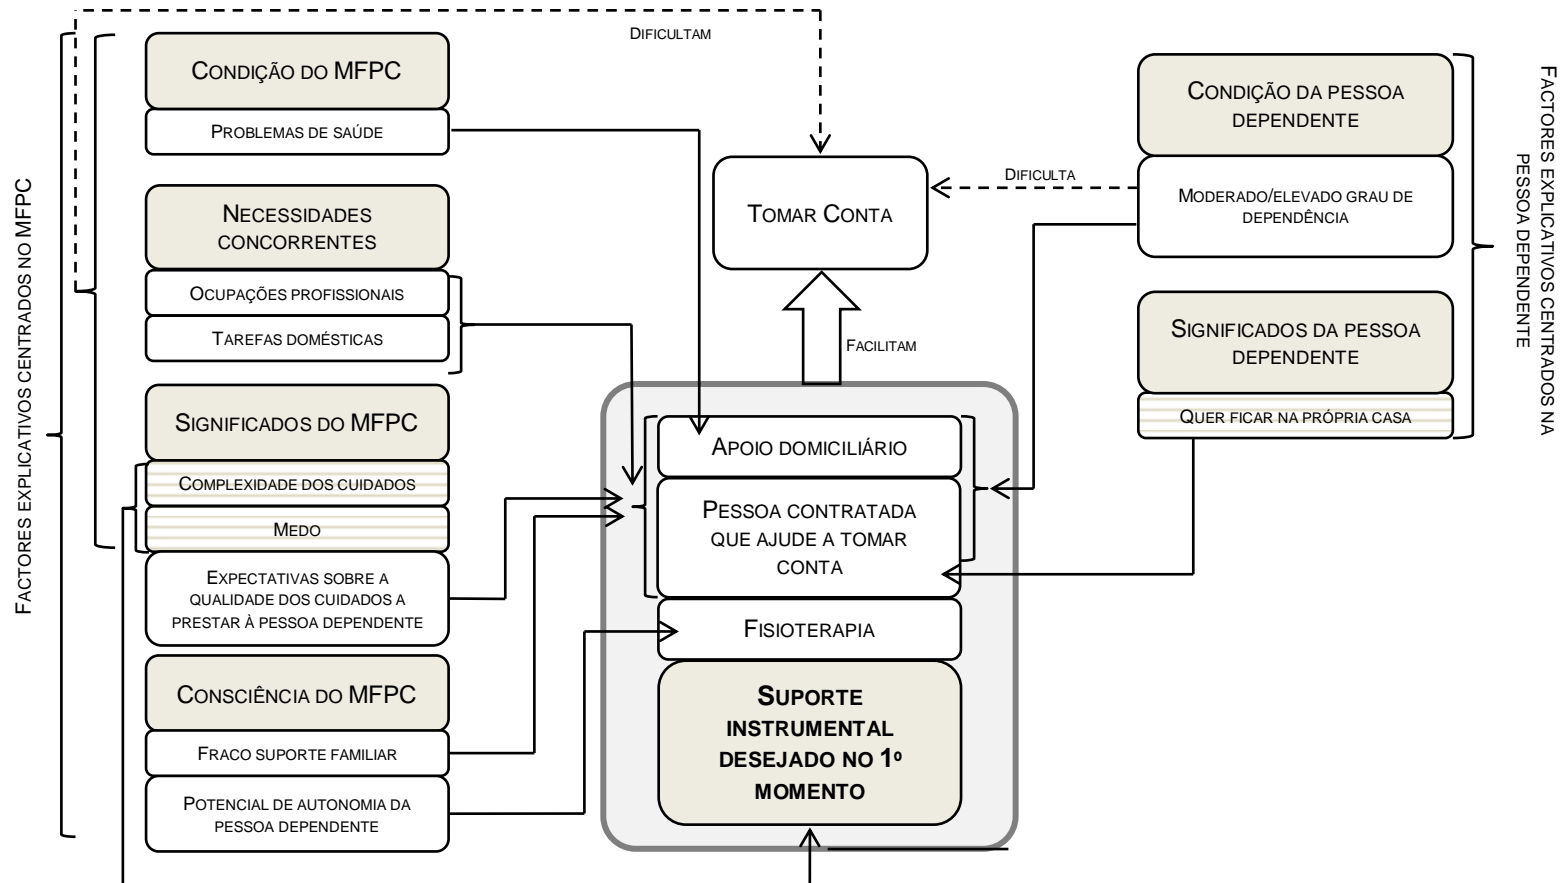 DIFICULTAM
FACTORES EXPLICATIVOS CENTRADOS NO MFPC
CONDIÇÃO DO MFPC
PROBLEMAS DE SAÚDE
NECESSIDADES
CONCORRENTES
OCUPAÇÕES PROFISSIONAIS
TAREFAS DOMÉSTICAS
SIGNIFICADOS DO MFPC
COMPLEXIDADE DOS CUIDADOS
MEDO
EXPECTATIVAS SOBRE A
QUALIDADE DOS CUIDADOS A
PRESTAR À PESSOA DEPENDENTE
CONSCIÊNCIA DO MFPC
FRACO SUPORTE FAMILIAR
POTENCIAL DE AUTONOMIA DA
PESSOA DEPENDENTE
TOMAR CONTA
FACILITAM
APOIO DOMICILIÁRIO
PESSOA CONTRATADA
QUE AJUDE A TOMAR
CONTA
FISIOTERAPIA
SUPORTE
INSTRUMENTAL
DESEJADO NO 1º
MOMENTO
DIFICULTA
CONDIÇÃO DA PESSOA
DEPENDENTE
MODERADO/ELEVADO GRAU DE
DEPENDÊNCIA
SIGNIFICADOS DA PESSOA
DEPENDENTE
QUER FICAR NA PRÓPRIA CASA
FACTORES EXPLICATIVOS CENTRADOS NA
PESSOA DEPENDENTE